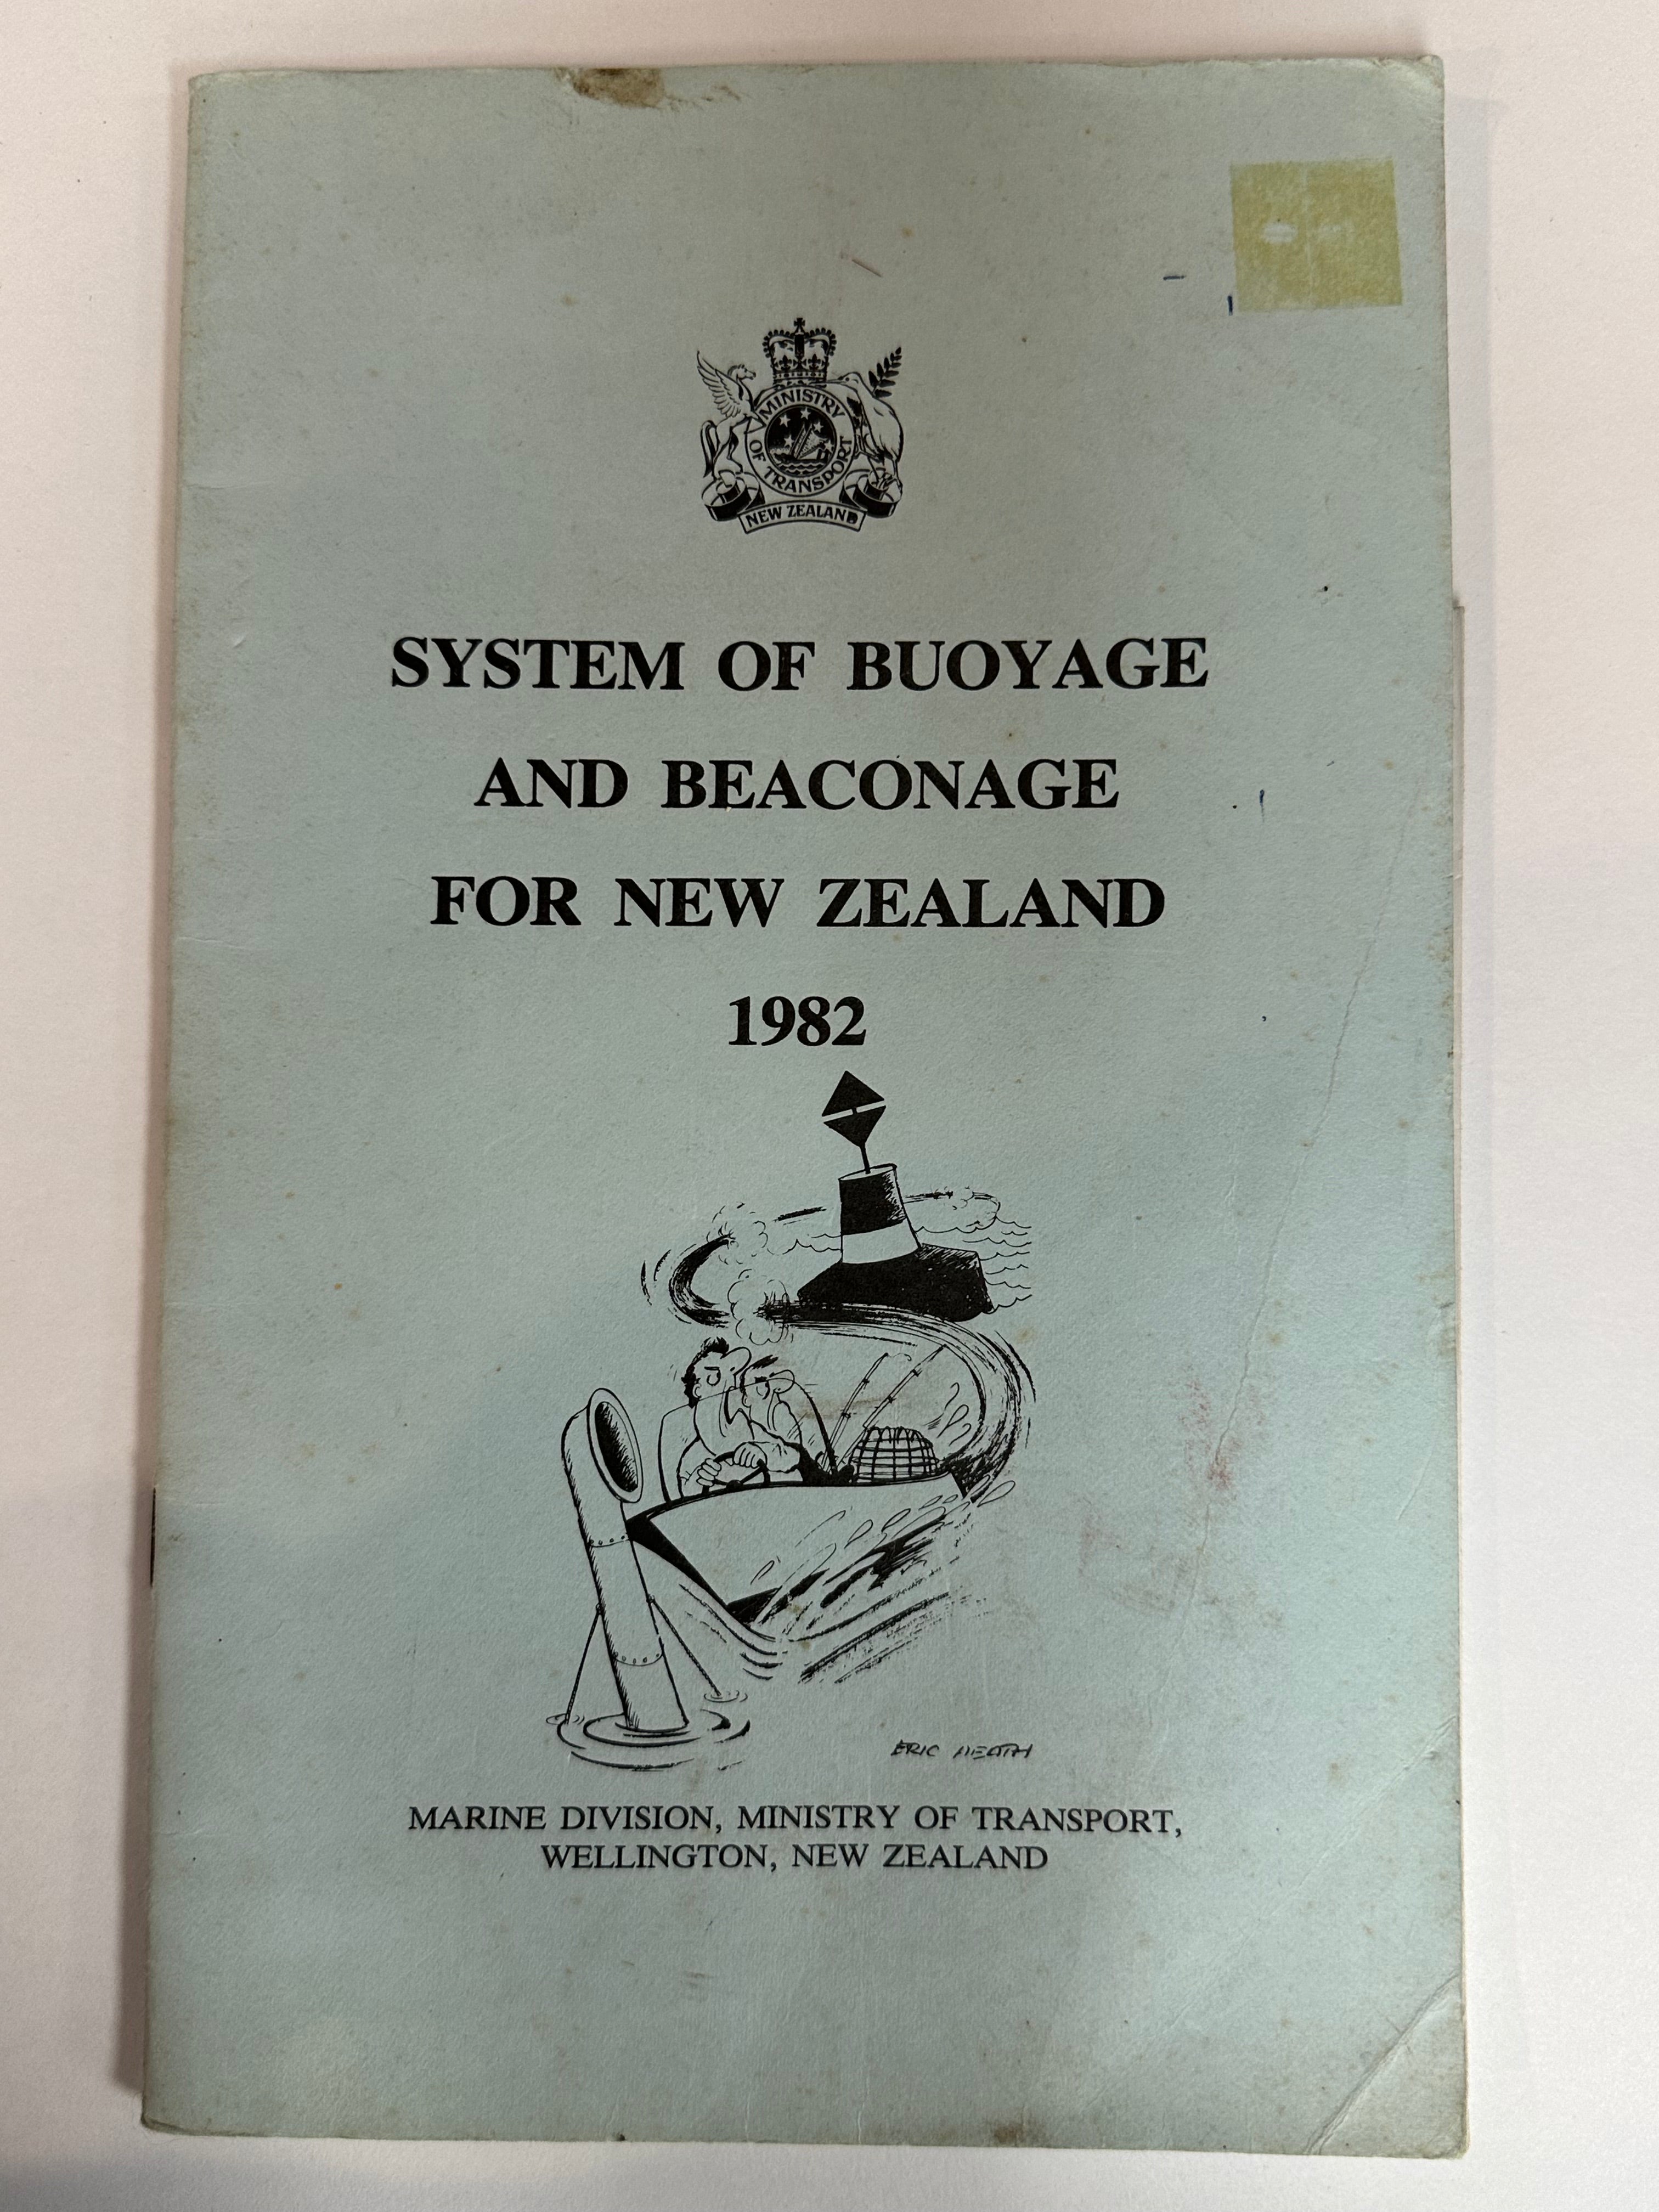 MINISTRY
OF TRANSPORT
NEW ZEALAND
SYSTEM OF BUOYAGE
AND BEACONAGE
FOR NEW ZEALAND
1982
ERIC HEATH
MARINE DIVISION, MINISTRY OF TRANSPORT,
WELLINGTON, NEW ZEALAND